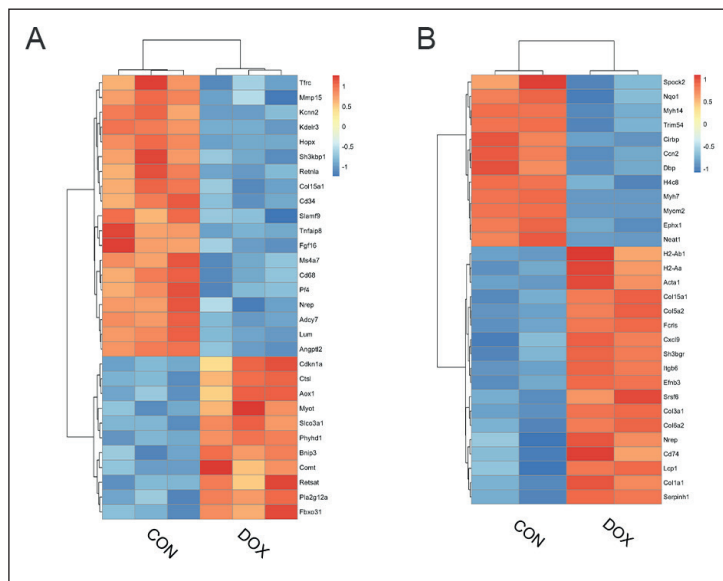 A
Tfrc
Mmp15
Kcnn2
Kdelr3
Hopx
Sh3kbp1
Retnla
Col15a1
Cd34
Slamf9
Tnfaip8
Fgf16
Ms4a7
Cd68
Pf4
Nrep
Adcy7
Lum
Angptl2
Cdkn1a
Ctsl
Aox1
Myot
Slco3a1
Phyhd1
Bnip3
Comt
Retsat
Pla2g12a
Fbxo31
1
0.5
0
-0.5
-1
CON
DOX
B
Spock2
Nqo1
Myh14
Trim54
Cirbp
Ccn2
Dbp
H4c8
Myh7
Myom2
Ephx1
Neat1
H2-Ab1
H2-Aa
Acta1
Col15a1
Col5a2
Fcrls
Cxcl9
Sh3bgr
Itgb6
Efnb3
Srsf6
Col3a1
Col6a2
Nrep
Cd74
Lcp1
Col1a1
Serpinh1
1
0.5
0
-0.5
-1
CON
DOX